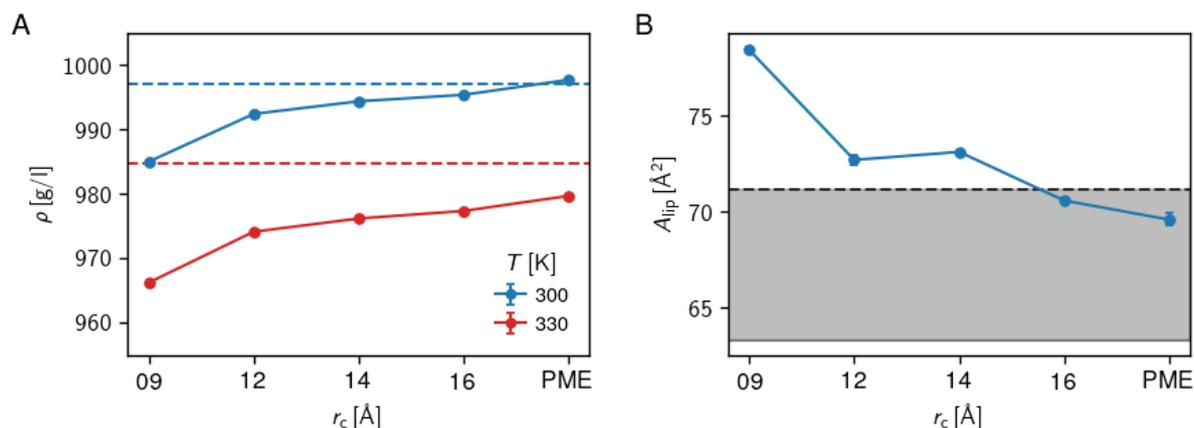 A
ρ [g/l]
1000
990
980
970
960
T [K]
300
330
09 12 14 16 PME
r_c [Å]
B
A_lip [Å²]
75
70
65
09 12 14 16 PME
r_c [Å]